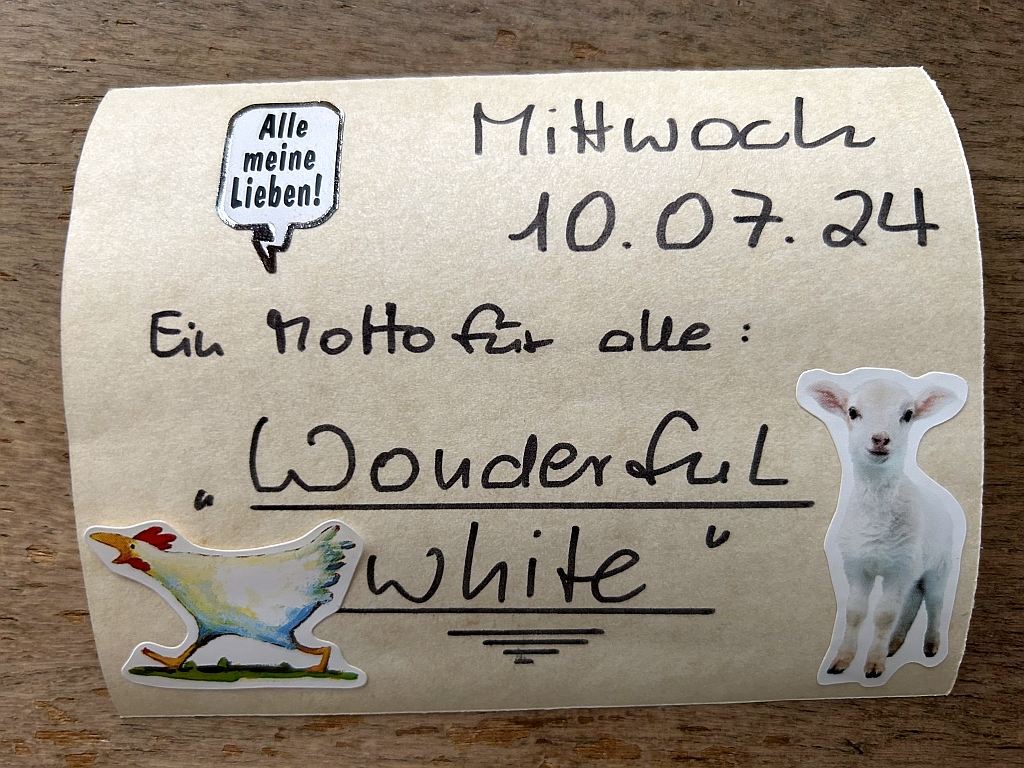 Alle
meine
Lieben!
Mittwoch
10.07.24
Ein Motto für alle:
„Wonderful
white"